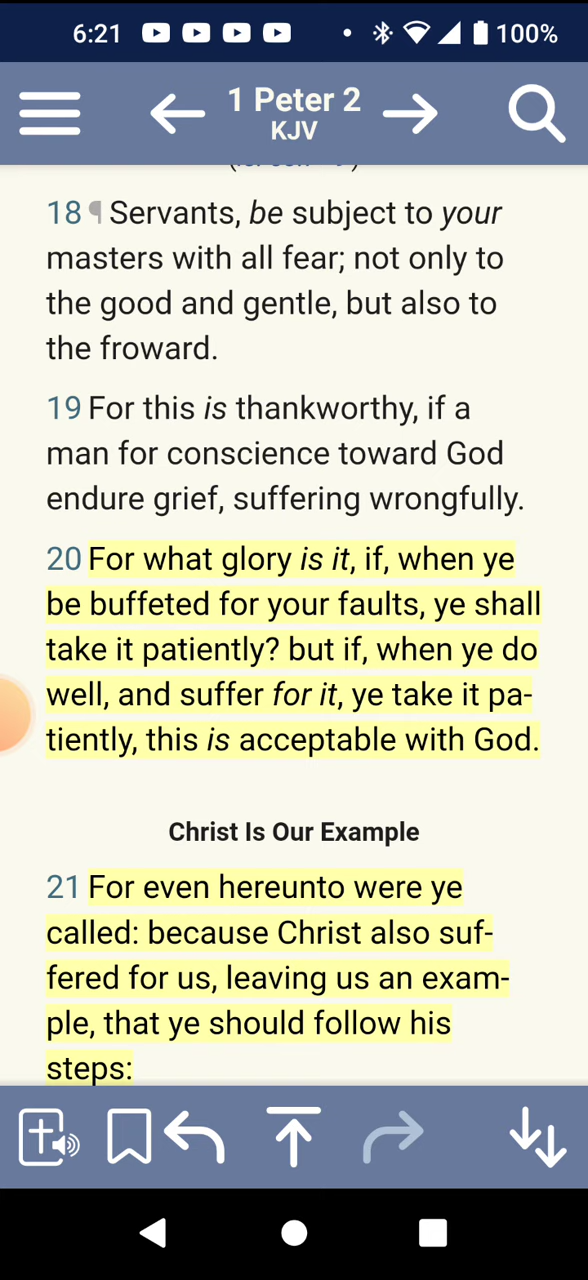 6:21
100%
1 Peter 2
KJV
18 ¶ Servants, be subject to your
masters with all fear; not only to
the good and gentle, but also to
the froward.
19 For this is thankworthy, if a
man for conscience toward God
endure grief, suffering wrongfully.
20 For what glory is it, if, when ye
be buffeted for your faults, ye shall
take it patiently? but if, when ye do
well, and suffer for it, ye take it pa-
tiently, this is acceptable with God.
Christ Is Our Example
21 For even hereunto were ye
called: because Christ also suf-
fered for us, leaving us an exam-
ple, that ye should follow his
steps: